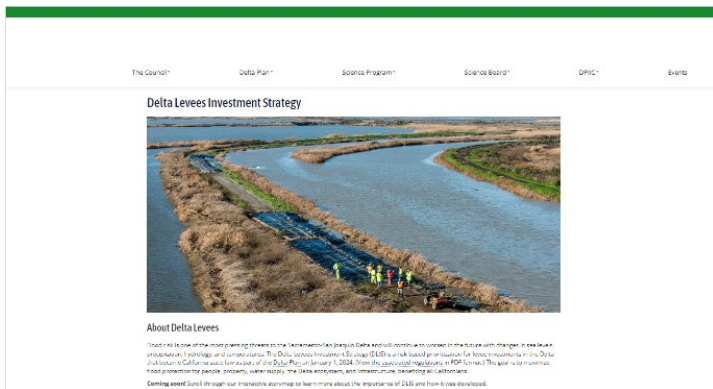 The Council
Delta Plan
Science Program
Science Board
DPIIC
Events
Delta Levees Investment Strategy
About Delta Levees
Flood risk is one of the most pressing threats to the Sacramento-San Joaquin Delta and will continue to worsen in the future with changes in sea levels,
precipitation, hydrology, and temperatures. The Delta Levees Investment Strategy (DLIS) is a risk-based prioritization for levee investments in the Delta
that became California state law as part of the Delta Plan on January 1, 2024. (View the associated regulations in PDF format.) The goal is to maximize
flood protection for people, property, water supply, the Delta ecosystem, and infrastructure, benefiting all Californians.
Coming soon! Scroll through our interactive storymap to learn more about the importance of DLIS and how it was developed.